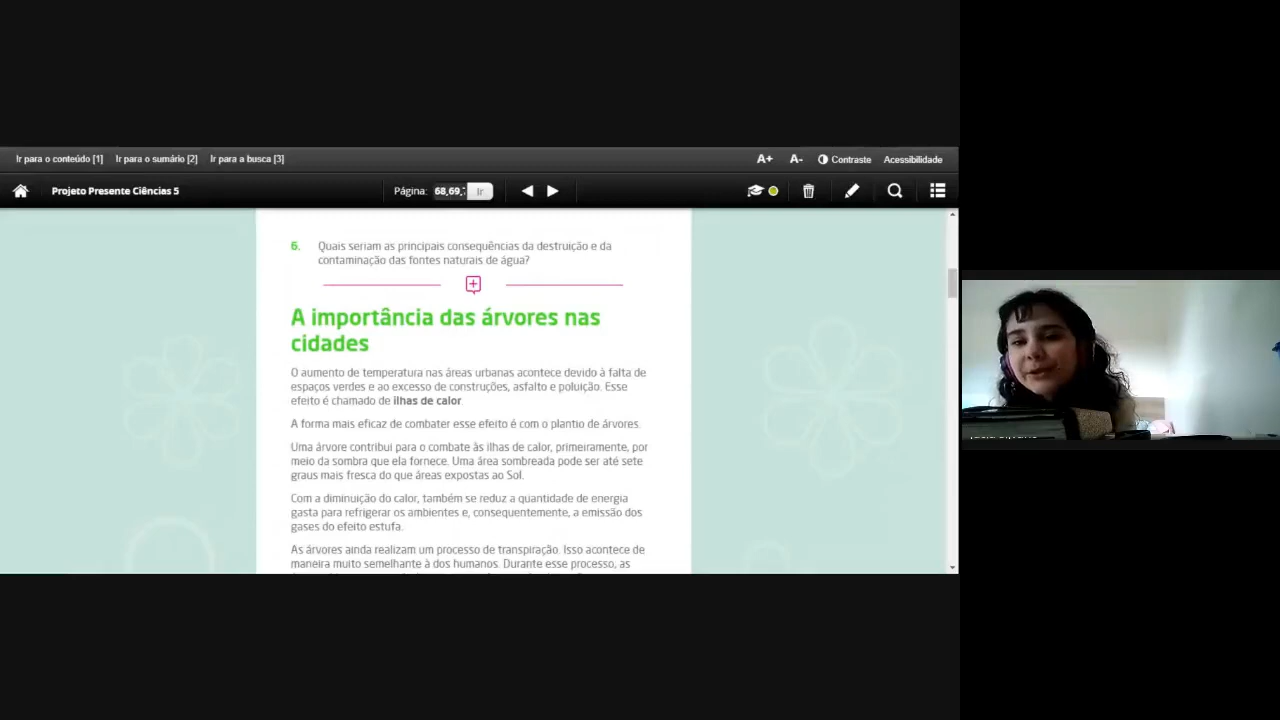 Ir para o conteúdo [1] Ir para o sumário [2] Ir para a busca [3] A+ A- Contraste Acessibilidade
Projeto Presente Ciências 5 Página: 68,69, Ir
6. Quais seriam as principais consequências da destruição e da
contaminação das fontes naturais de água?
A importância das árvores nas
cidades
O aumento de temperatura nas áreas urbanas acontece devido à falta de
espaços verdes e ao excesso de construções, asfalto e poluição. Esse
efeito é chamado de ilhas de calor.
A forma mais eficaz de combater esse efeito é com o plantio de árvores.
Uma árvore contribui para o combate às ilhas de calor, primeiramente, por
meio da sombra que ela fornece. Uma área sombreada pode ser até sete
graus mais fresca do que áreas expostas ao Sol.
Com a diminuição do calor, também se reduz a quantidade de energia
gasta para refrigerar os ambientes e, consequentemente, a emissão dos
gases do efeito estufa.
As árvores ainda realizam um processo de transpiração. Isso acontece de
maneira muito semelhante à dos humanos. Durante esse processo, as